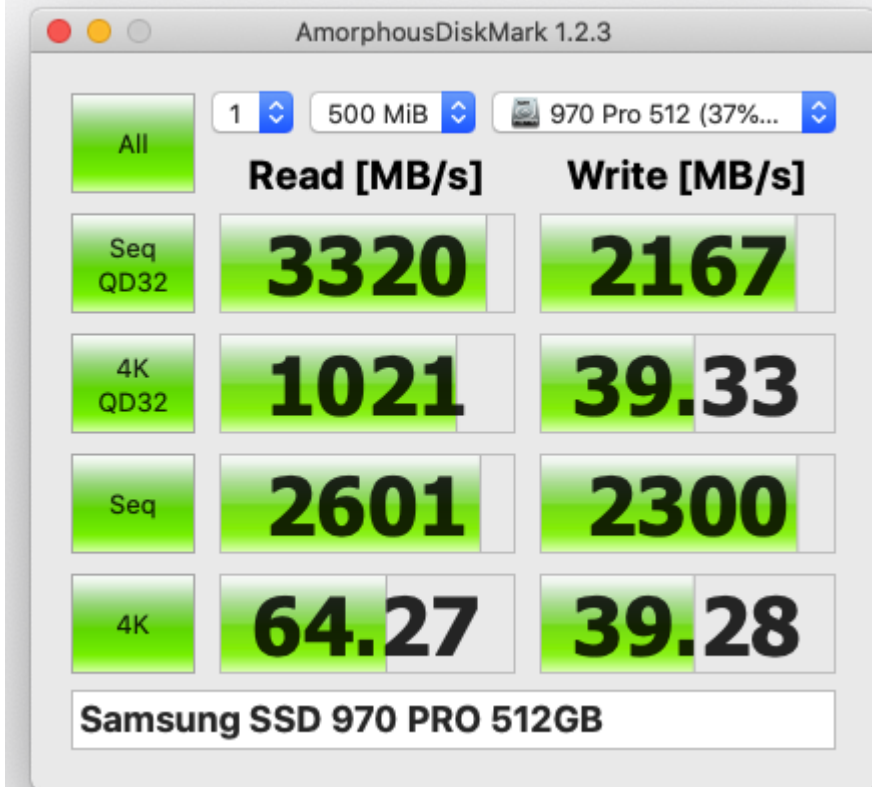 AmorphousDiskMark 1.2.3
All
1 500 MiB 970 Pro 512 (37%...
Read [MB/s] Write [MB/s]
Seq
QD32
3320 2167
4K
QD32
1021 39.33
Seq 2601 2300
4K 64.27 39.28
Samsung SSD 970 PRO 512GB